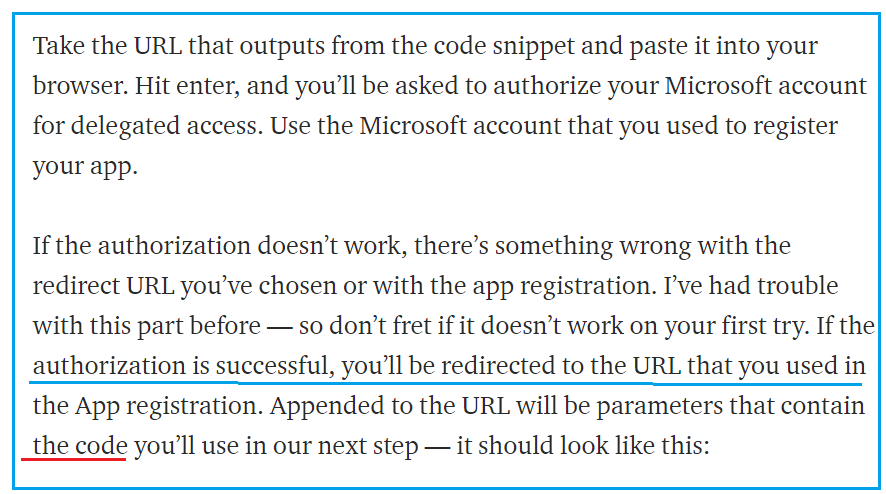 Take the URL that outputs from the code snippet and paste it into your
browser. Hit enter, and you’ll be asked to authorize your Microsoft account
for delegated access. Use the Microsoft account that you used to register
your app.
If the authorization doesn’t work, there’s something wrong with the
redirect URL you’ve chosen or with the app registration. I’ve had trouble
with this part before — so don’t fret if it doesn’t work on your first try. If the
authorization is successful, you’ll be redirected to the URL that you used in
the App registration. Appended to the URL will be parameters that contain
the code you’ll use in our next step — it should look like this: